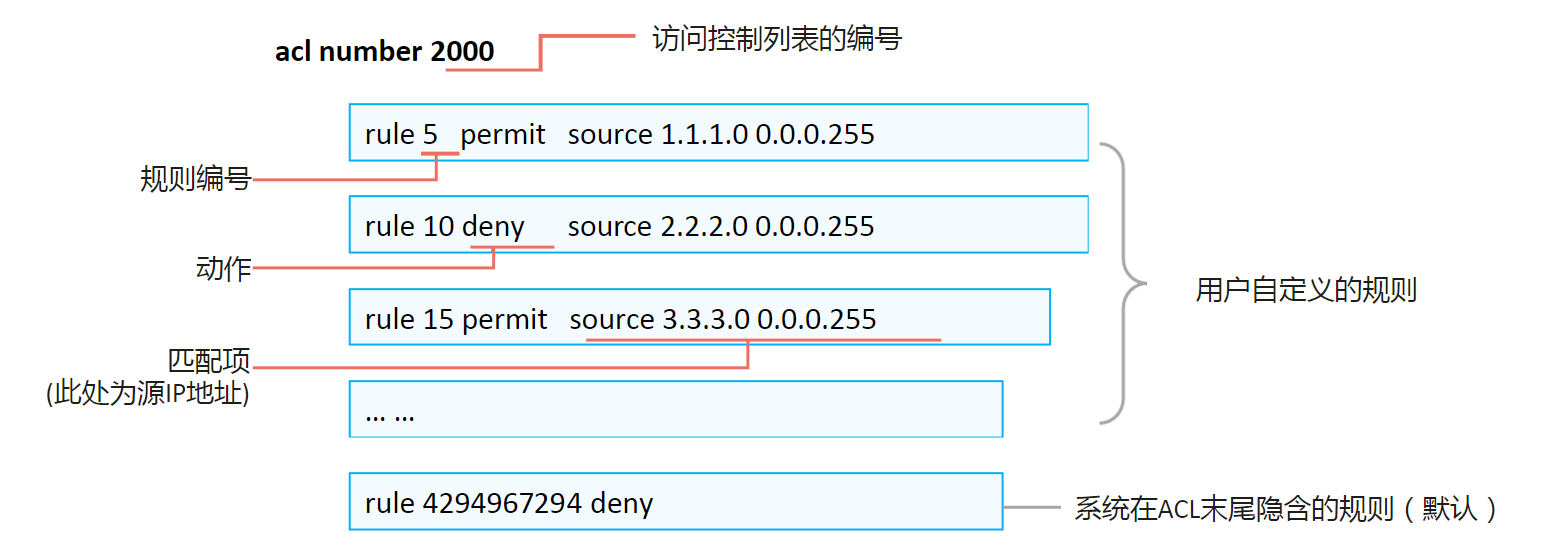 acl number 2000
访问控制列表的编号
rule 5 permit source 1.1.1.0 0.0.0.255
规则编号
rule 10 deny source 2.2.2.0 0.0.0.255
动作
用户自定义的规则
rule 15 permit source 3.3.3.0 0.0.0.255
匹配项
(此处为源IP地址)
... ...
rule 4294967294 deny
系统在ACL末尾隐含的规则（默认）